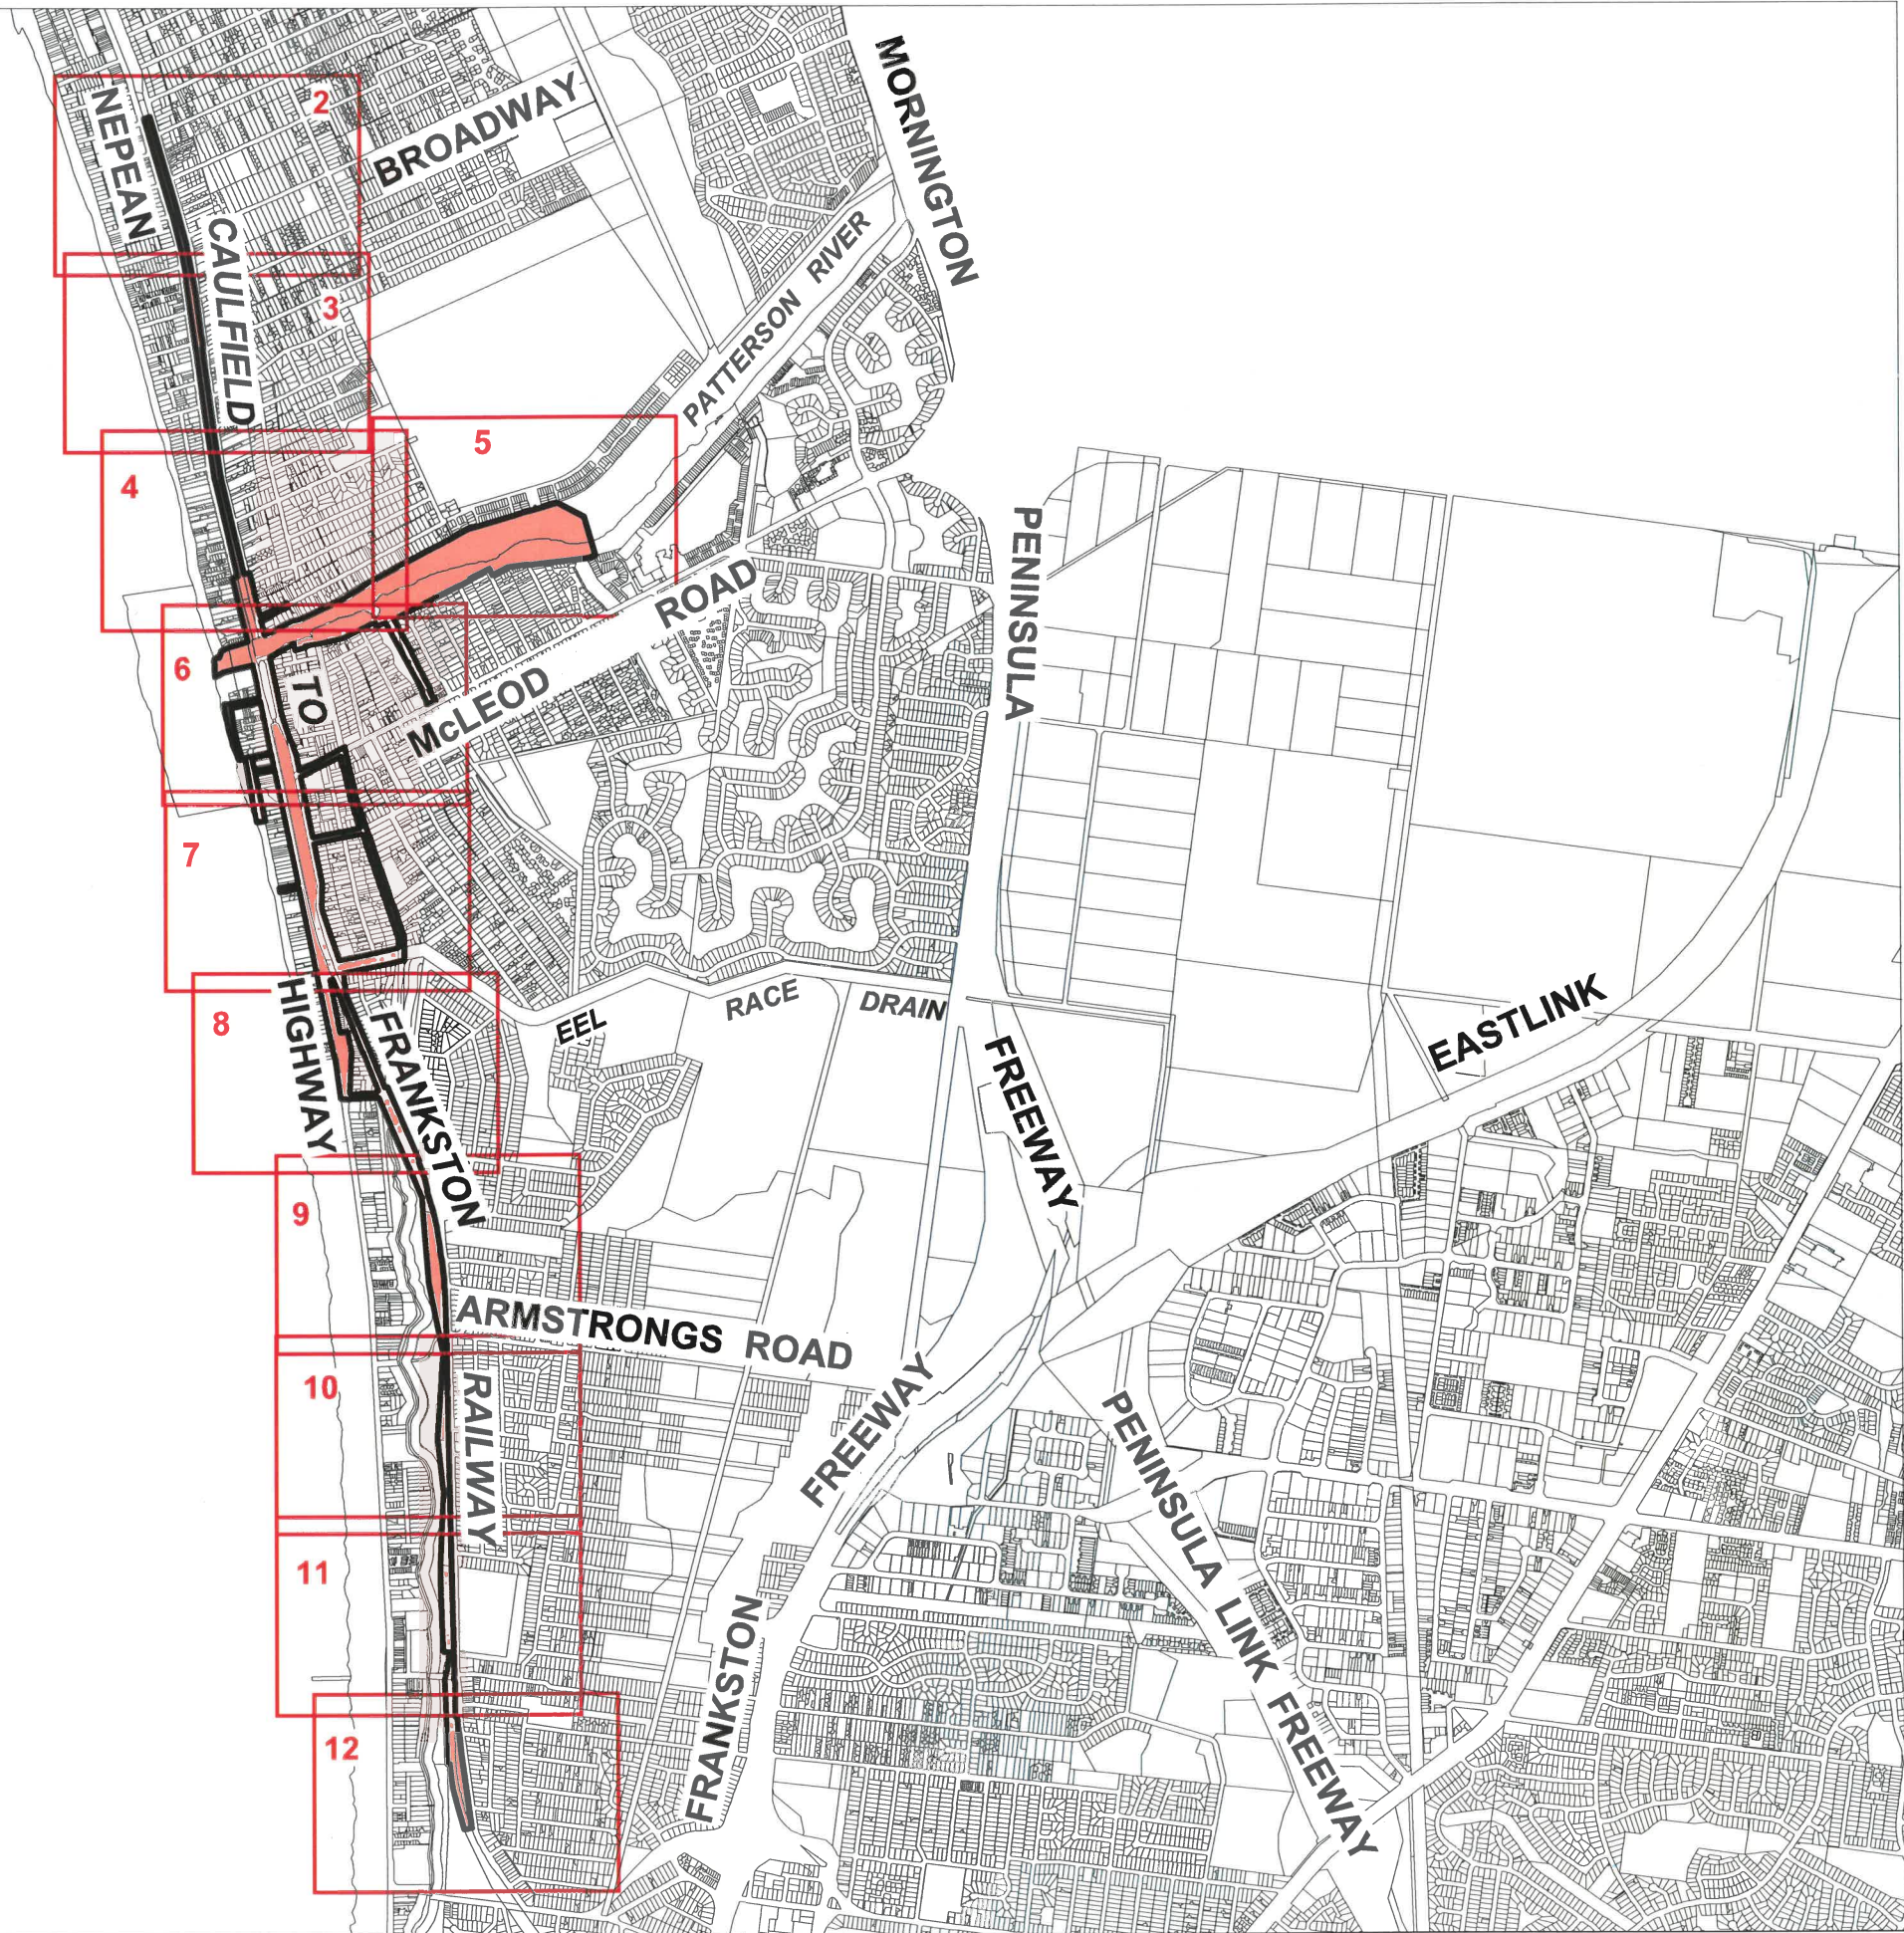 2
NEPEAN
BROADWAY
MORNINGTON
CAULFIELD
3
PATTERSON RIVER
5
4
PENINSULA
McLEOD ROAD
6
TO
7
HIGHWAY
8
FRANKSTON
EEL RACE DRAIN
FREEWAY
EASTLINK
9
ARMSTRONGS ROAD
10
RAILWAY
FRANKSTON FREEWAY
PENINSULA LINK FREEWAY
11
12